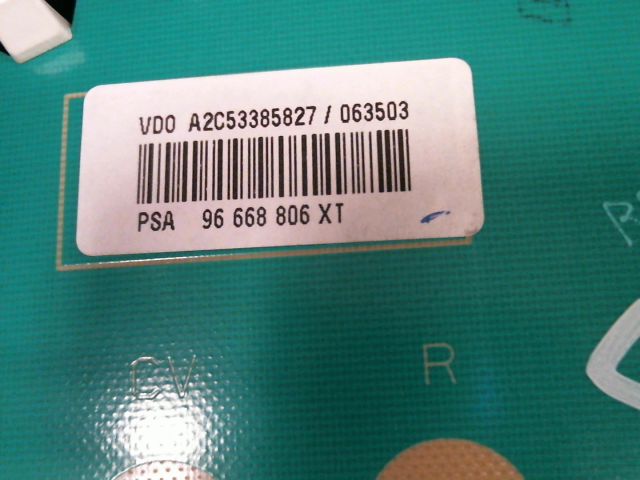 VDO A2C53385827 / 063503
PSA 96 668 806 XT
CV
R